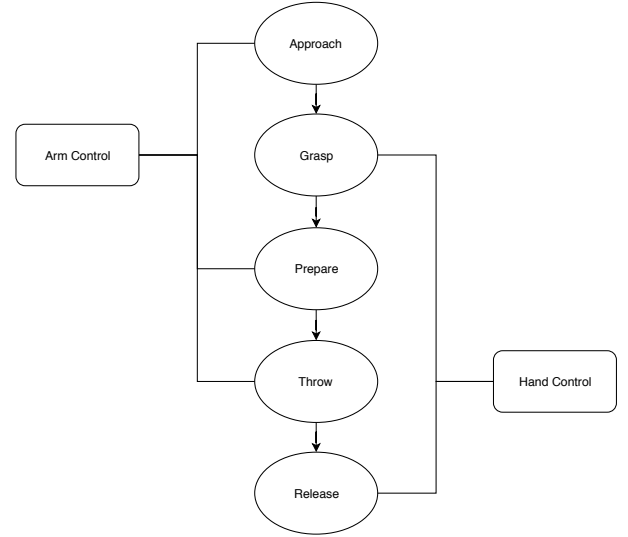 Approach
Arm Control
Grasp
Prepare
Throw
Hand Control
Release